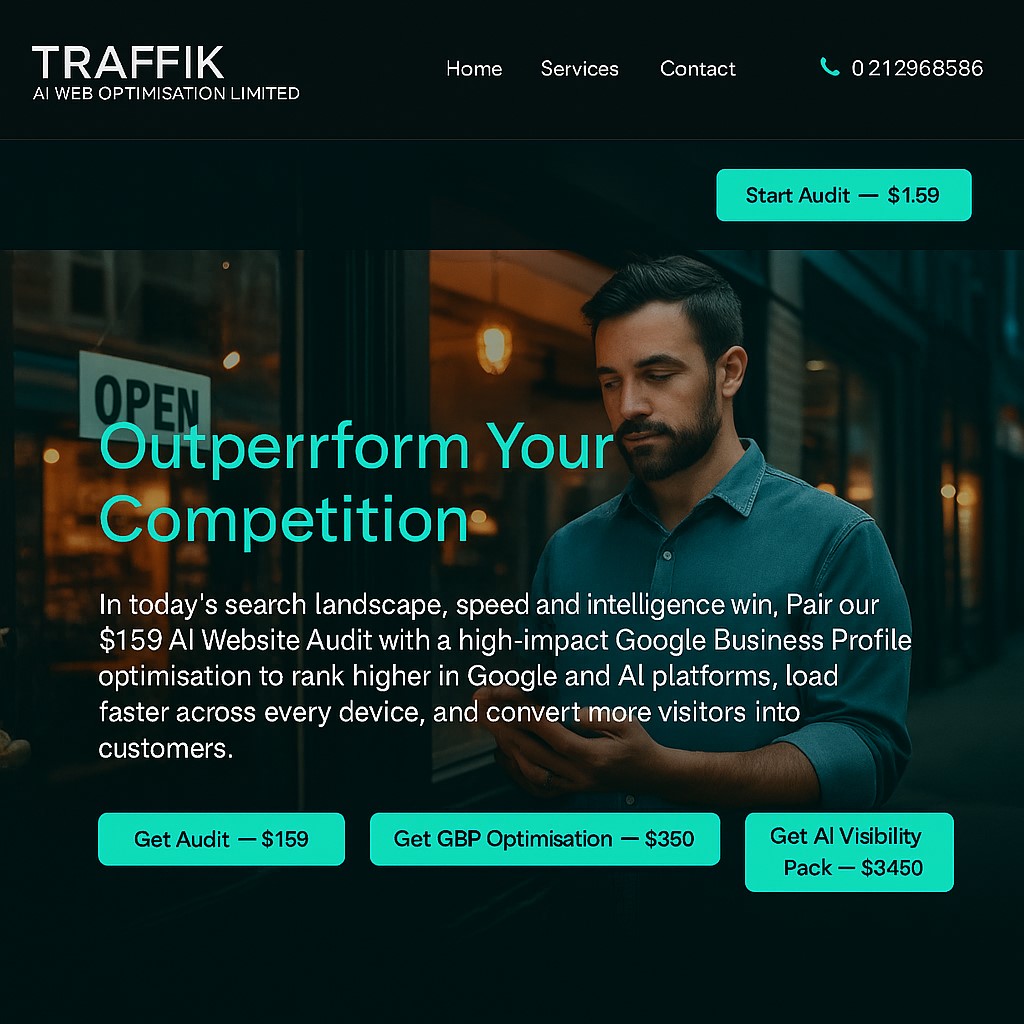 TRAFFIK
AI WEB OPTIMISATION LIMITED
Home
Services
Contact
0212968586
Start Audit — $1.59
OPEN
Outperrform Your
Competition
In today's search landscape, speed and intelligence win, Pair our
$159 AI Website Audit with a high-impact Google Business Profile
optimisation to rank higher in Google and AI platforms, load
faster across every device, and convert more visitors into
customers.
Get Audit — $159
Get GBP Optimisation — $350
Get AI Visibility
Pack — $3450